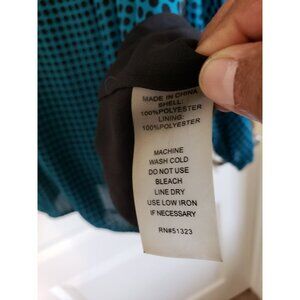 MADE IN CHINA
SHELL:
100%POLYESTER
LINING:
100%POLYESTER
MACHINE
WASH COLD
DO NOT USE
BLEACH
LINE DRY
USE LOW IRON
IF NECESSARY
RN#51323